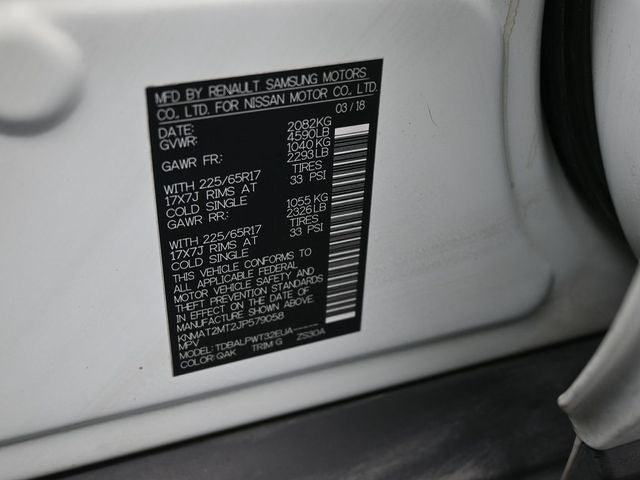 MFD BY RENAULT SAMSUNG MOTORS
CO., LTD. FOR NISSAN MOTOR CO., LTD.
DATE: 03 / 18
GVWR: 2082KG
4590LB
GAWR FR: 1040 KG
2293LB
WITH 225/65R17 TIRES
17X7J RIMS AT 33 PSI
COLD SINGLE
GAWR RR: 1055 KG
2326LB
WITH 225/65R17 TIRES
17X7J RIMS AT 33 PSI
COLD SINGLE
THIS VEHICLE CONFORMS TO
ALL APPLICABLE FEDERAL
MOTOR VEHICLE SAFETY AND
THEFT PREVENTION STANDARDS
IN EFFECT ON THE DATE OF
MANUFACTURE SHOWN ABOVE.
KNMAT2MT2JP579058
MPV
MODEL: TDBALPWT32EUA-----
COLOR: QAK TRIM G ZS30A